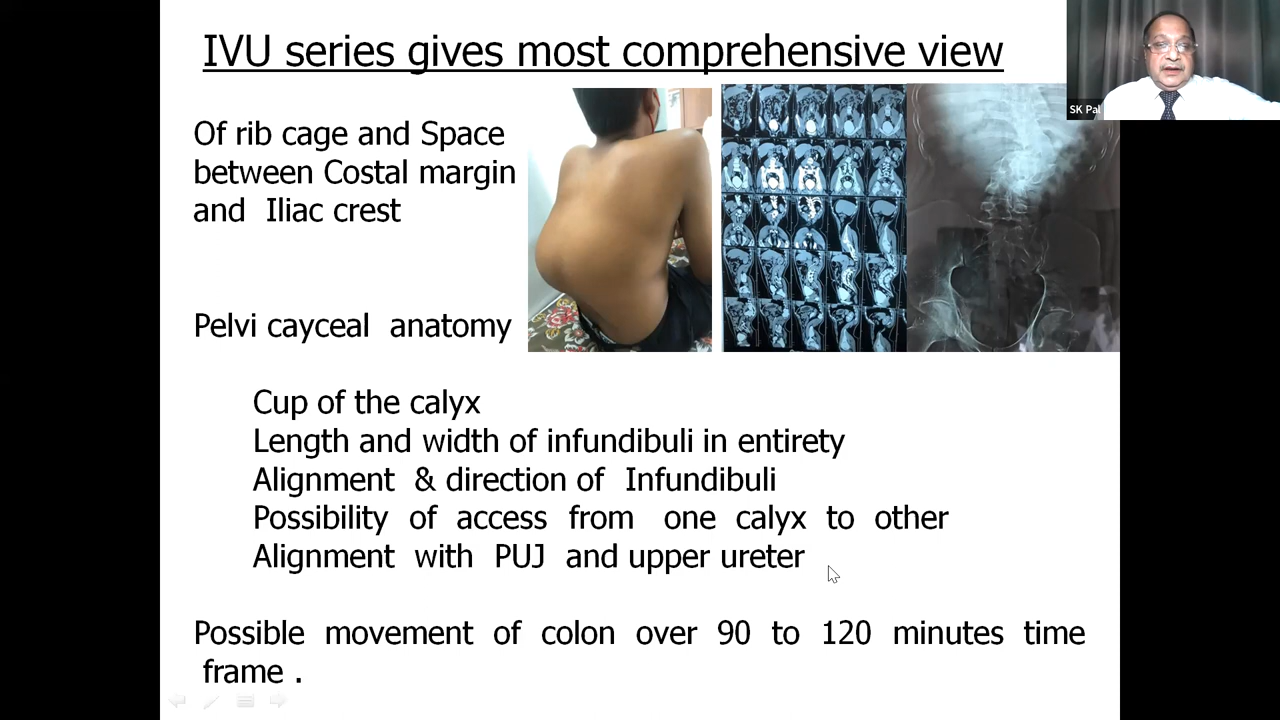 IVU series gives most comprehensive view
SK Pal
Of rib cage and Space
between Costal margin
and Iliac crest
Pelvi cayceal anatomy
Cup of the calyx
Length and width of infundibuli in entirety
Alignment & direction of Infundibuli
Possibility of access from one calyx to other
Alignment with PUJ and upper ureter
Possible movement of colon over 90 to 120 minutes time
frame .